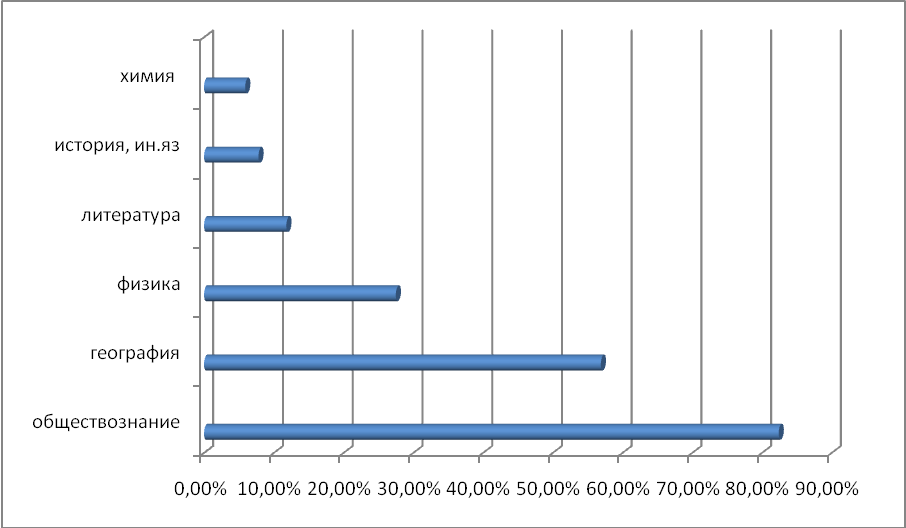 химия
история, ин.яз
литература
физика
география
обществознание
0,00% 10,00% 20,00% 30,00% 40,00% 50,00% 60,00% 70,00% 80,00% 90,00%